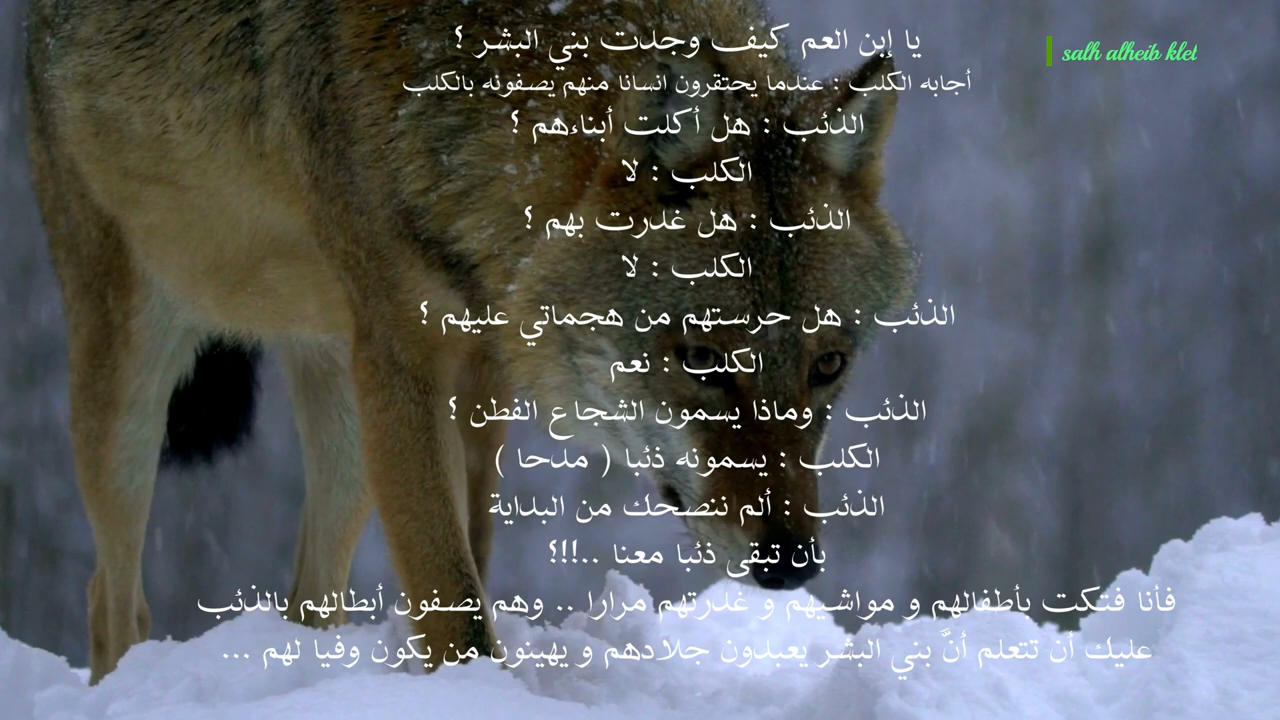 يا إبن العم كيف وجدت بني البشر ؟
salh alheib klet
أجابه الكلب : عندما يحتقرون انسانا منهم يصفونه بالكلب
الذئب : هل أكلت أبناءهم ؟
الكلب : لا
الذئب : هل غدرت بهم ؟
الكلب : لا
الذئب : هل حرستهم من هجماتي عليهم ؟
الكلب : نعم
الذئب : وماذا يسمون الشجاع الفطن ؟
الكلب : يسمونه ذئبا ( مدحا )
الذئب : ألم ننصحك من البداية
بأن تبقى ذئبا معنا ..!!؟
فأنا فتكت بأطفالهم و مواشيهم و غدرتهم مرارا .. وهم يصفون أبطالهم بالذئب
عليك أن تتعلم أنَّ بني البشر يعبدون جلادهم و يهينون من يكون وفيا لهم ...